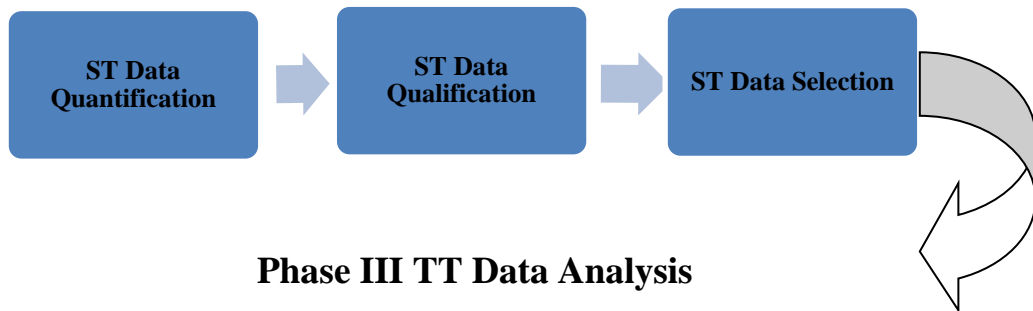 ST Data
Quantification
ST Data
Qualification
ST Data Selection
Phase III TT Data Analysis